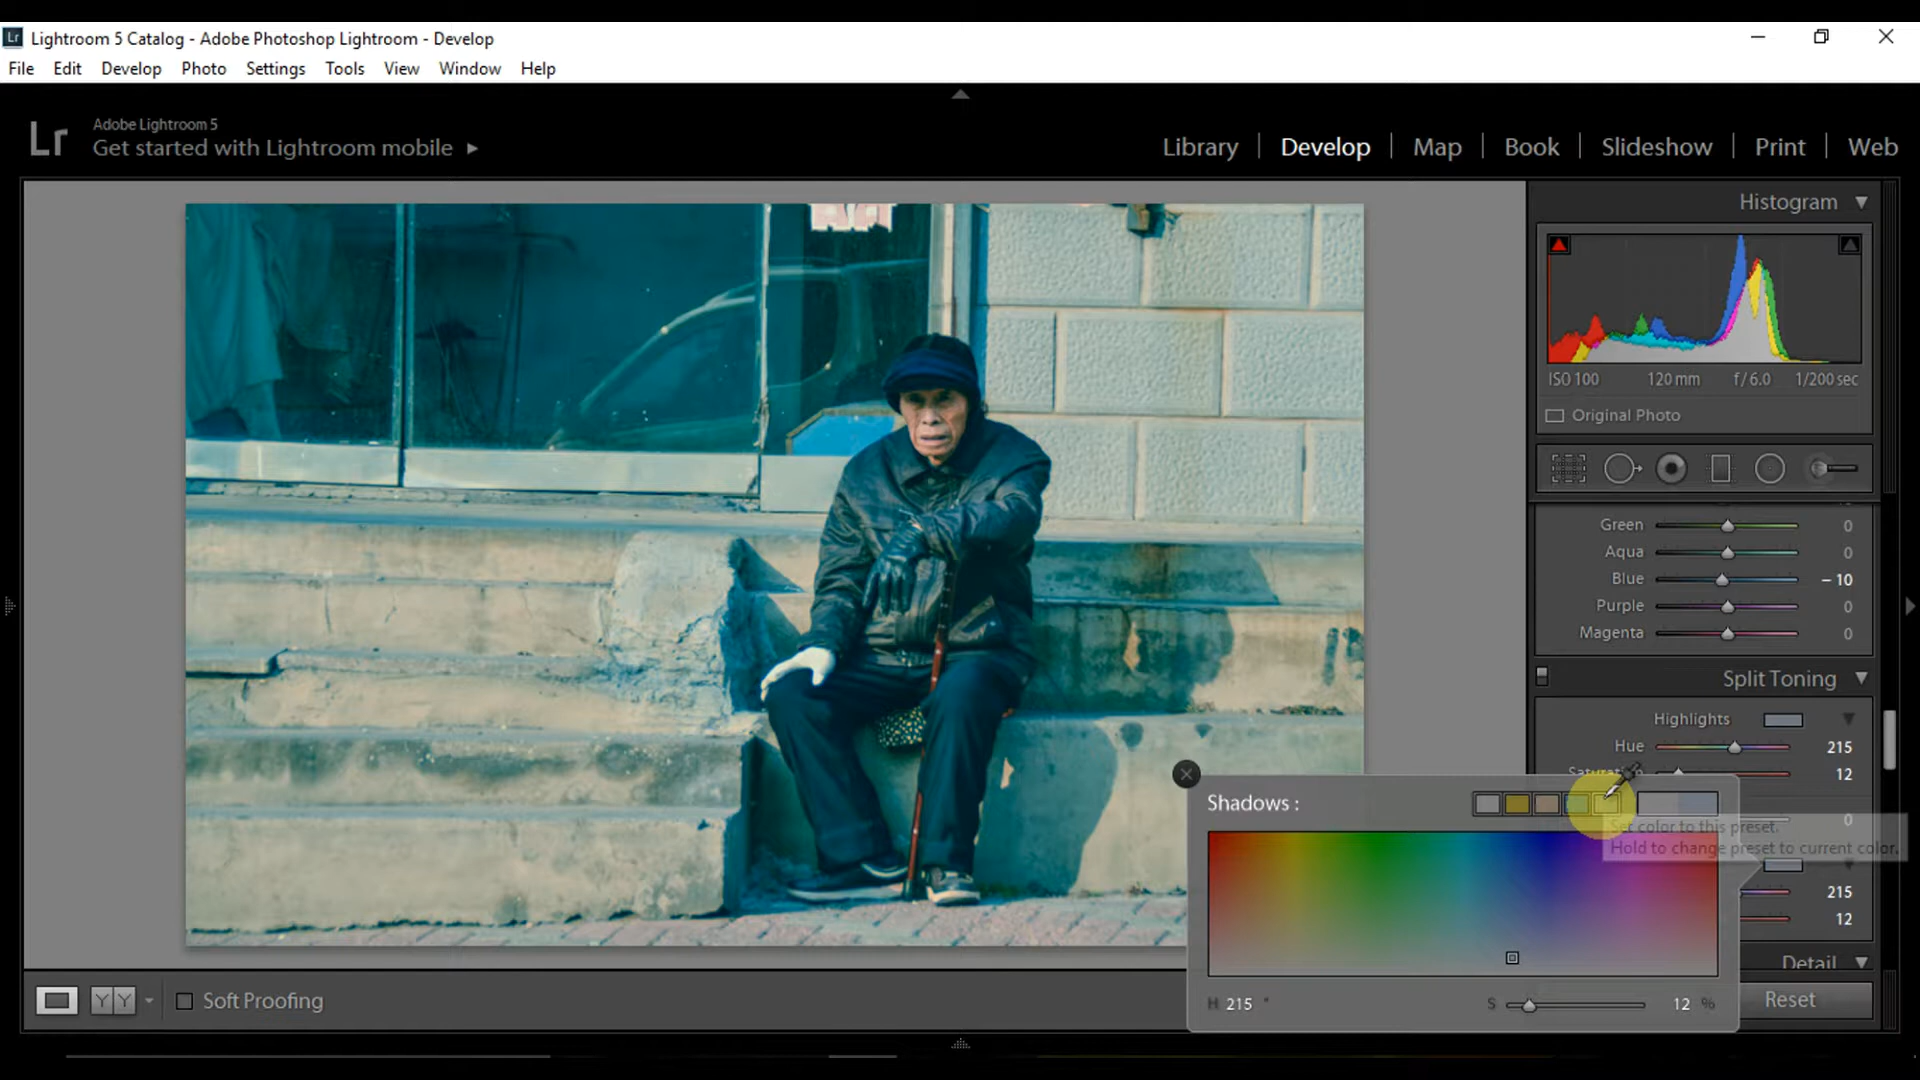 Lr Lightroom 5 Catalog - Adobe Photoshop Lightroom - Develop
File Edit Develop Photo Settings Tools View Window Help
Lr Adobe Lightroom 5
Get started with Lightroom mobile
Library Develop Map Book Slideshow Print Web
Histogram
ISO 100 120 mm f / 6.0 1/200 sec
Original Photo
Green 0
Aqua 0
Blue - 10
Purple 0
Magenta 0
Split Toning
Highlights
Hue 215
Saturation 12
Shadows :
0
Set color to this preset.
Hold to change preset to current color.
215
12
Detail
H 215 ° S 12 %
Y Y Soft Proofing
Reset